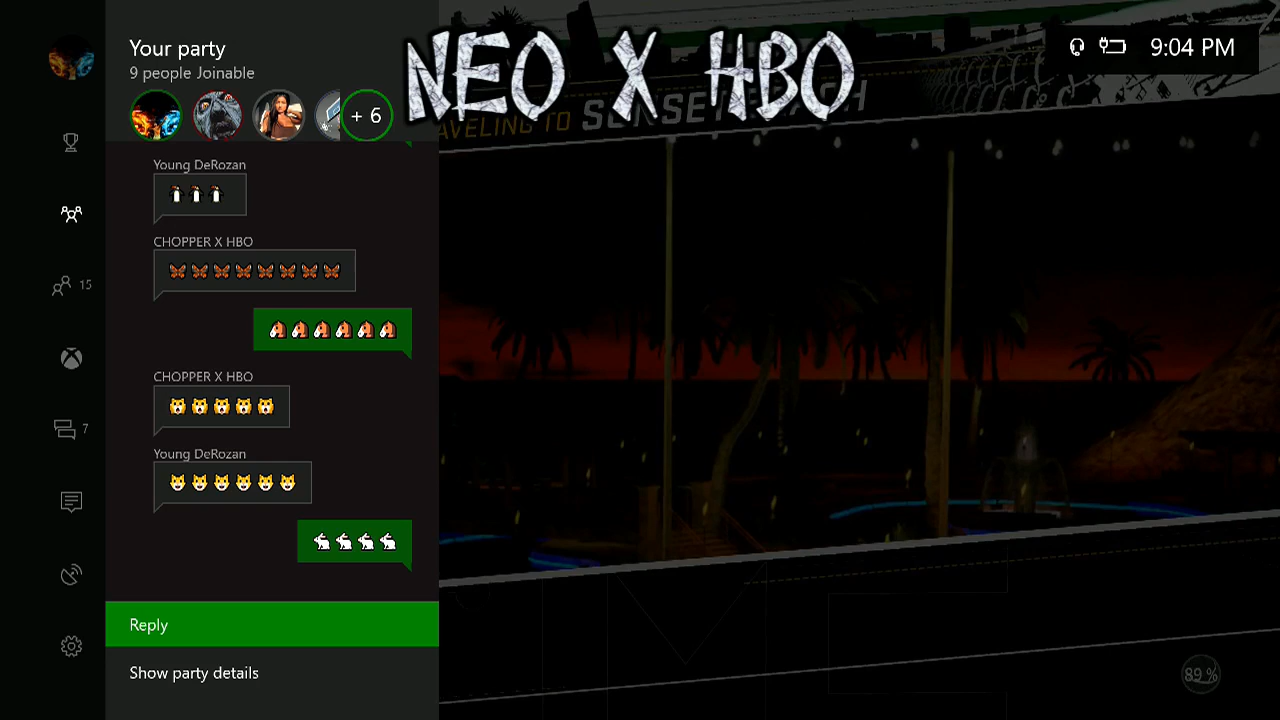 Your party
9 people Joinable
+ 6
NEO X HBO
9:04 PM
TO
Young DeRozan
CHOPPER X HBO
15
CHOPPER X HBO
7
Young DeRozan
Reply
Show party details
89 %